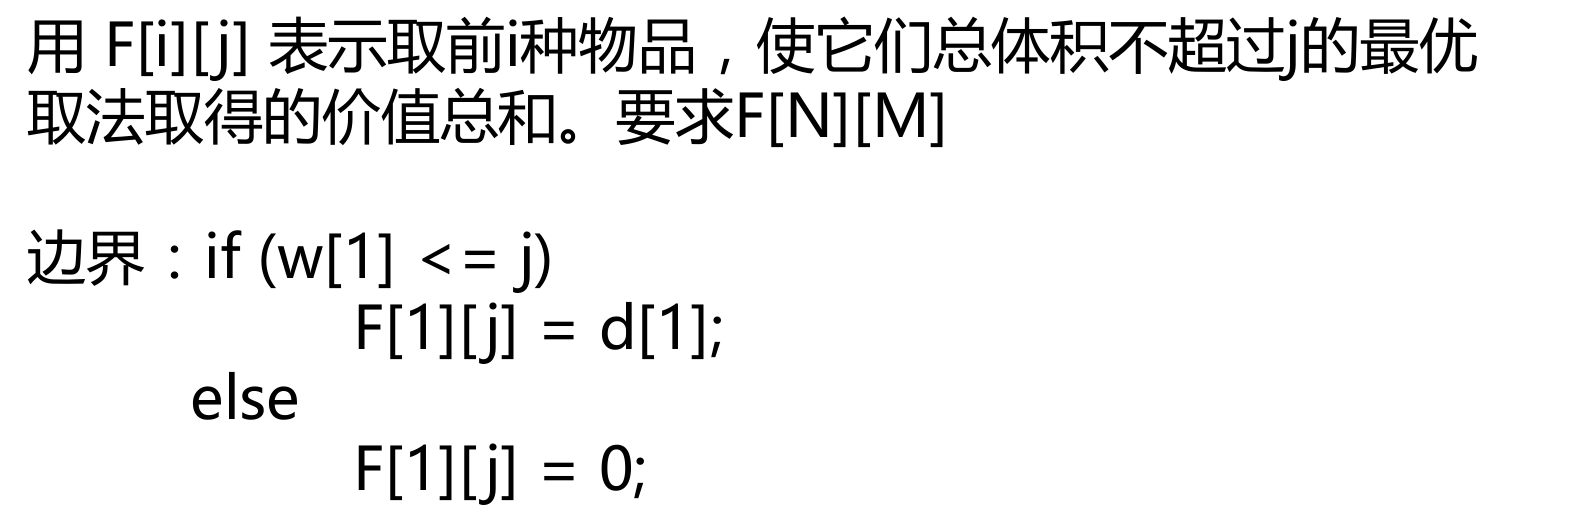 用 F[i][j] 表示取前i种物品，使它们总体积不超过j的最优
取法取得的价值总和。要求F[N][M]
边界：if (w[1] <= j)
F[1][j] = d[1];
else
F[1][j] = 0;